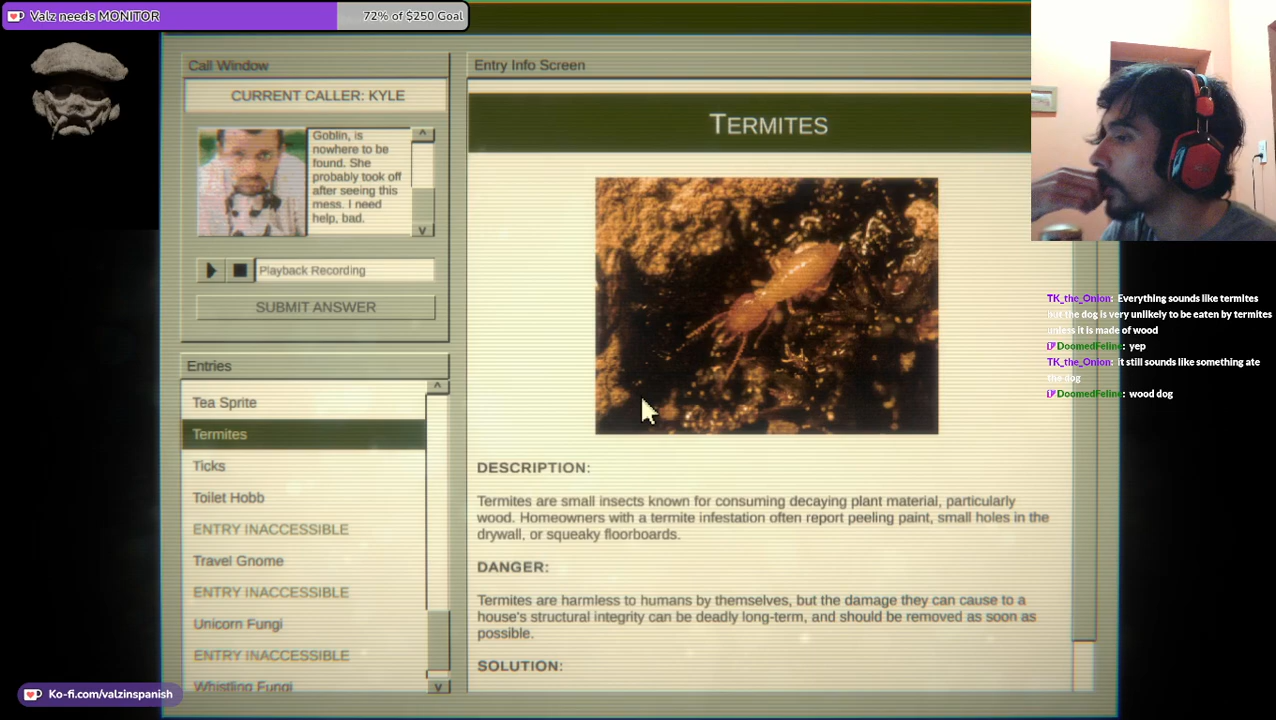 Valz needs MONITOR
72% of $250 Goal
Call Window
CURRENT CALLER: KYLE
Goblin, is
nowhere to be
found. She
probably took off
after seeing this
mess. I need
help, bad.
Playback Recording
SUBMIT ANSWER
Entries
Tea Sprite
Termites
Ticks
Toilet Hobb
ENTRY INACCESSIBLE
Travel Gnome
ENTRY INACCESSIBLE
Unicorn Fungi
ENTRY INACCESSIBLE
Whistling Fungi
Ko-fi.com/valzinspanish
Entry Info Screen
TERMITES
DESCRIPTION:
Termites are small insects known for consuming decaying plant material, particularly
wood. Homeowners with a termite infestation often report peeling paint, small holes in the
drywall, or squeaky floorboards.
DANGER:
Termites are harmless to humans by themselves, but the damage they can cause to a
house's structural integrity can be deadly long-term, and should be removed as soon as
possible.
SOLUTION:
TK_the_Onion: Everything sounds like termites
but the dog is very unlikely to be eaten by termites
unless it is made of wood
DoomedFeline: yep
TK_the_Onion: it still sounds like something ate
the dog
DoomedFeline: wood dog